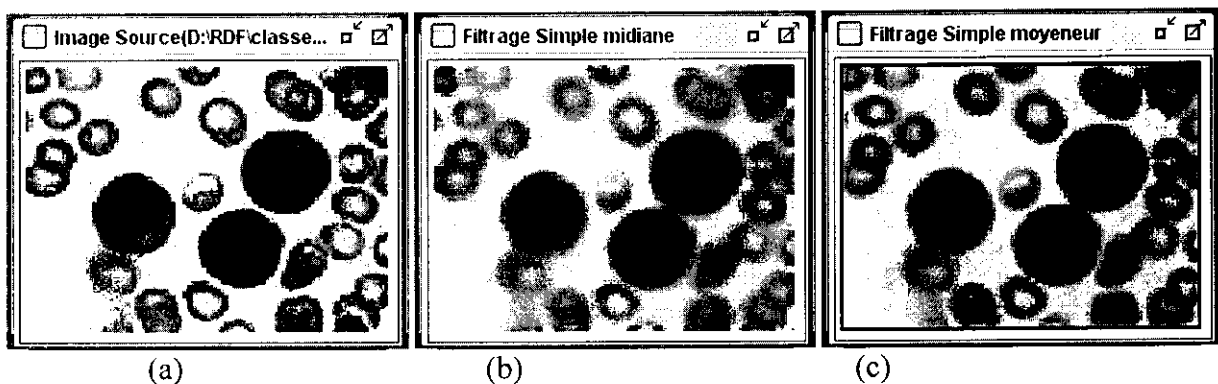 Image Source(D:\RDF\classe...
Filtrage Simple midiane
Filtrage Simple moyeneur
(a)
(b)
(c)